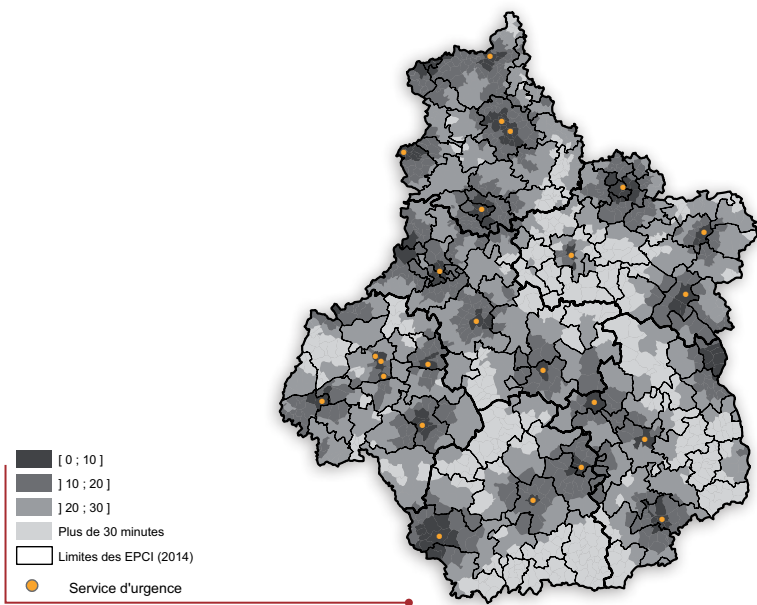 [ 0 ; 10 ]
] 10 ; 20 ]
] 20 ; 30 ]
Plus de 30 minutes
Limites des EPCI (2014)
Service d'urgence